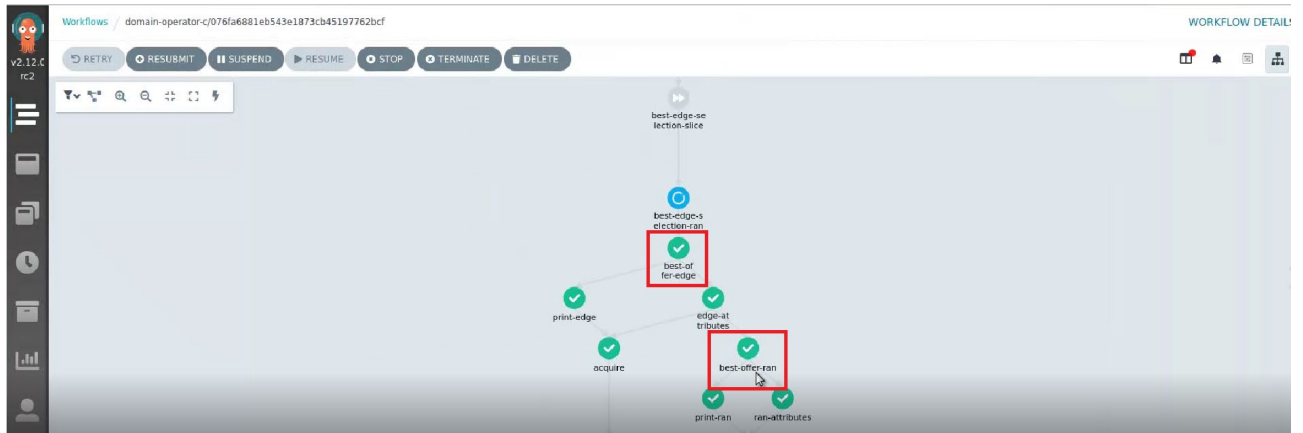 Workflows / domain-operator-c/076fa6881eb543e1873cb45197762bcf
WORKFLOW DETAILS
v2.12.0
rc2
RETRY
RESUBMIT
SUSPEND
RESUME
STOP
TERMINATE
DELETE
best-edge-se
lection-slice
best-edge-s
election-ran
best-of
fer-edge
print-edge
edge-at
tributes
acquire
best-offer-ran
print-ran
ran-attributes